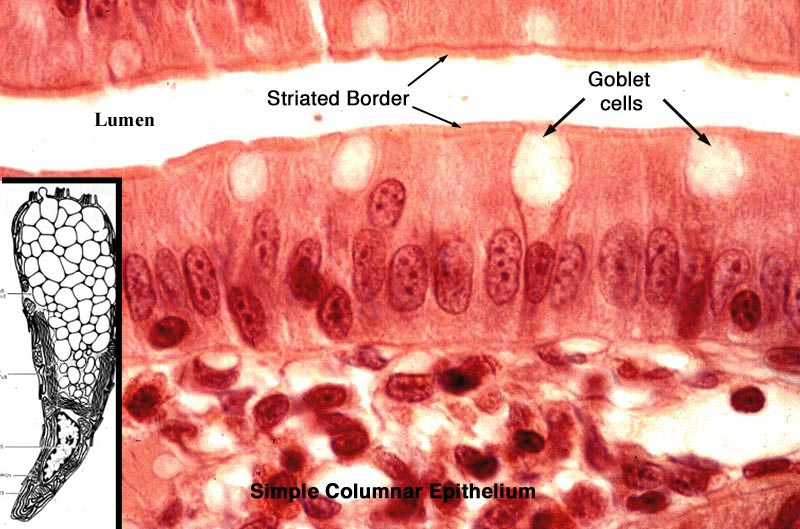 Goblet
cells
Striated Border
Lumen
Simple Columnar Epithelium